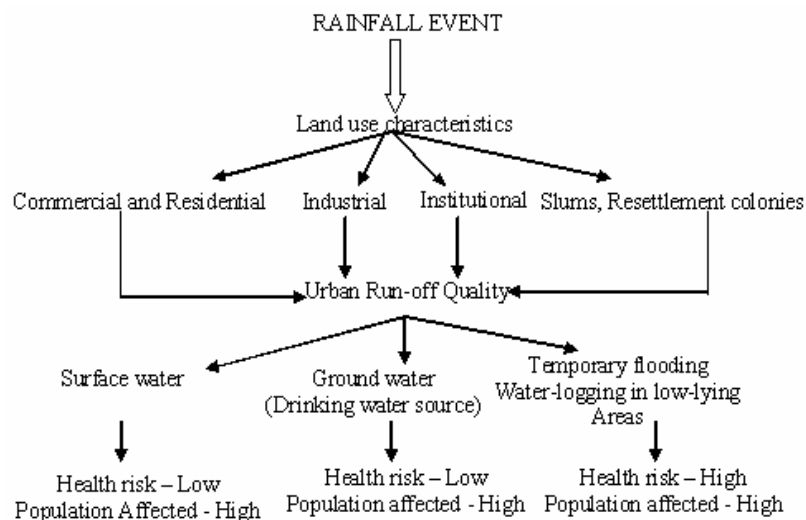 RAINFALL EVENT
Land use characteristics
Commercial and Residential
Industrial
Institutional
Slums, Resettlement colonies
Urban Run-off Quality
Surface water
Ground water
(Drinking water source)
Temporary flooding
Water-logging in low-lying
Areas
Health risk – Low
Population Affected - High
Health risk – Low
Population affected - High
Health risk – High
Population affected - High